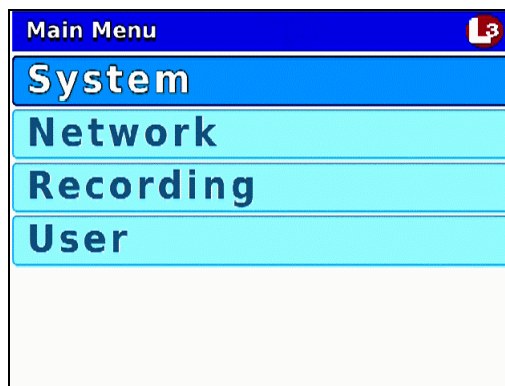 Main Menu
L3
System
Network
Recording
User